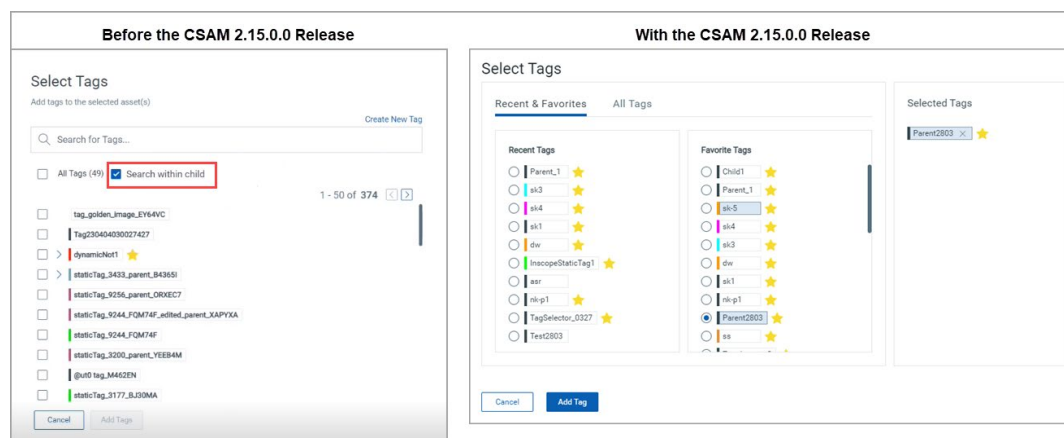 Before the CSAM 2.15.0.0 Release
Select Tags
Add tags to the selected asset(s)
Create New Tag
Search for Tags...
All Tags (49) Search within child
1 - 50 of 374
tag_golden_image_EY64VC
Tag230404030027427
dynamicNot1
staticTag_3433_parent_B4365I
staticTag_9256_parent_ORXEC7
staticTag_9244_FQM74F_edited_parent_XAPYXA
staticTag_9244_FQM74F
staticTag_3200_parent_YEEB4M
@ut0 tag_M462EN
staticTag_3177_BJ30MA
Cancel Add Tags
With the CSAM 2.15.0.0 Release
Select Tags
Recent & Favorites All Tags
Recent Tags
Parent_1
sk3
sk4
sk1
dw
InscopeStaticTag1
asr
nk-p1
TagSelector_0327
Test2803
Favorite Tags
Child1
Parent_1
sk-5
sk4
sk3
dw
sk1
nk-p1
Parent2803
ss
Selected Tags
Parent2803
Cancel Add Tag